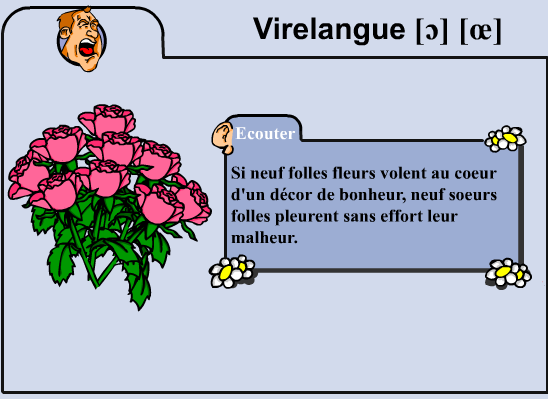 Virelangue [ɔ] [œ]
Ecouter
Si neuf folles fleurs volent au coeur
d'un décor de bonheur, neuf soeurs
folles pleurent sans effort leur
malheur.